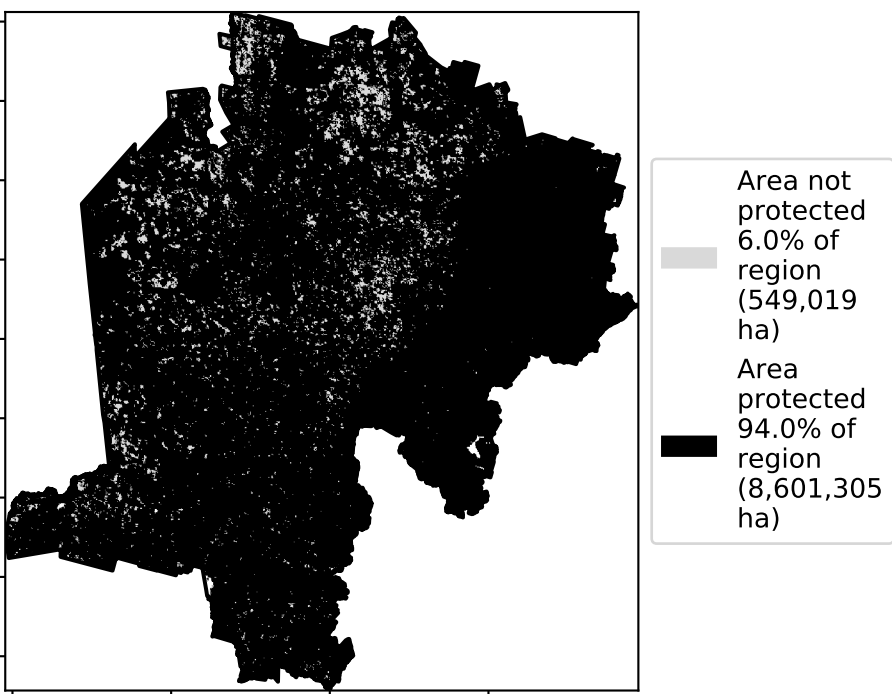 Area not
protected
6.0% of
region
(549,019
ha)
Area
protected
94.0% of
region
(8,601,305
ha)